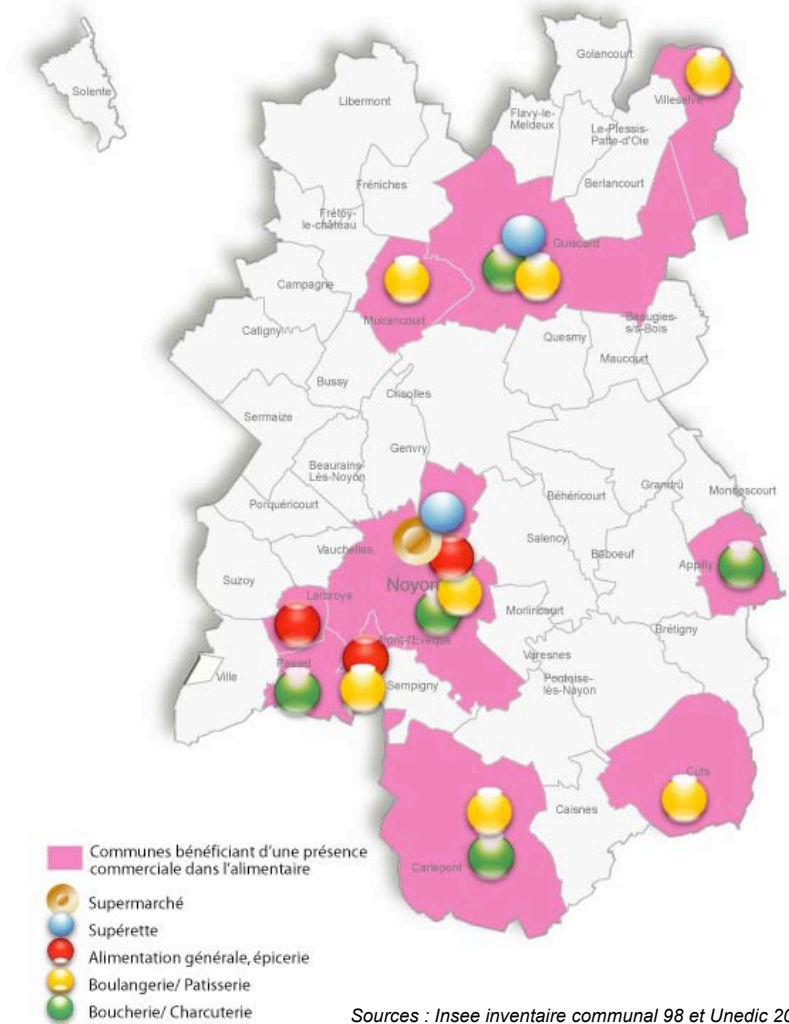 Golancourt
Solente
Villeselve
Libermont
Flavy-le-
Meldeux
Le-Plessis-
Patte-d'Oie
Fréniches
Berlancourt
Frétoy-
le-château
Guiscard
Campagne
Muirancourt
Beaugies-
s/s-Bois
Catigny
Quesmy
Maucourt
Bussy
Crisolles
Sermaize
Genvry
Beaurains-
Lès-Noyon
Grandrû
Mondescourt
Béhéricourt
Porquéricourt
Salency
Vauchelles
Baboeuf
Appilly
Suzoy
Noyon
Larbroye
Morlincourt
Brétigny
Pont-l'Evêque
Varesnes
Passel
Ville
Sempigny
Pontoise-
lès-Noyon
Cuts
Caisnes
Carlepont
Communes bénéficiant d'une présence
commerciale dans l'alimentaire
Supermarché
Supérette
Alimentation générale, épicerie
Boulangerie/ Patisserie
Boucherie/ Charcuterie
Sources : Insee inventaire communal 98 et Unedic 20